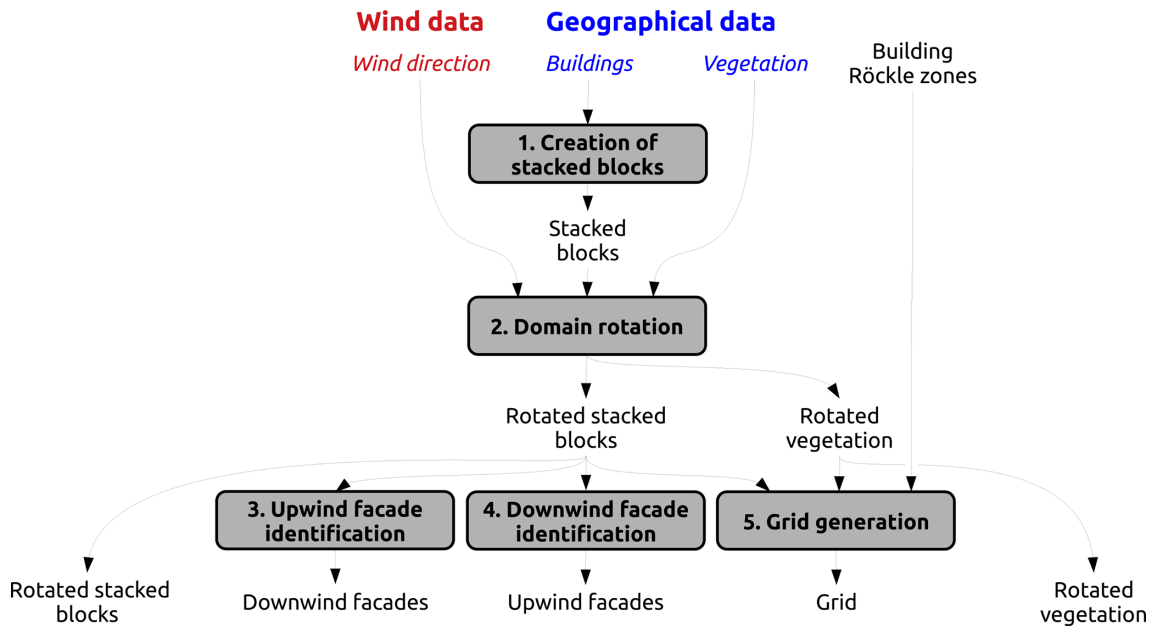 Wind data
Geographical data
Wind direction
Buildings
Vegetation
Building
Röckle zones
1. Creation of
stacked blocks
Stacked
blocks
2. Domain rotation
Rotated stacked
blocks
Rotated
vegetation
3. Upwind facade
identification
4. Downwind facade
identification
5. Grid generation
Rotated stacked
blocks
Downwind facades
Upwind facades
Grid
Rotated
vegetation